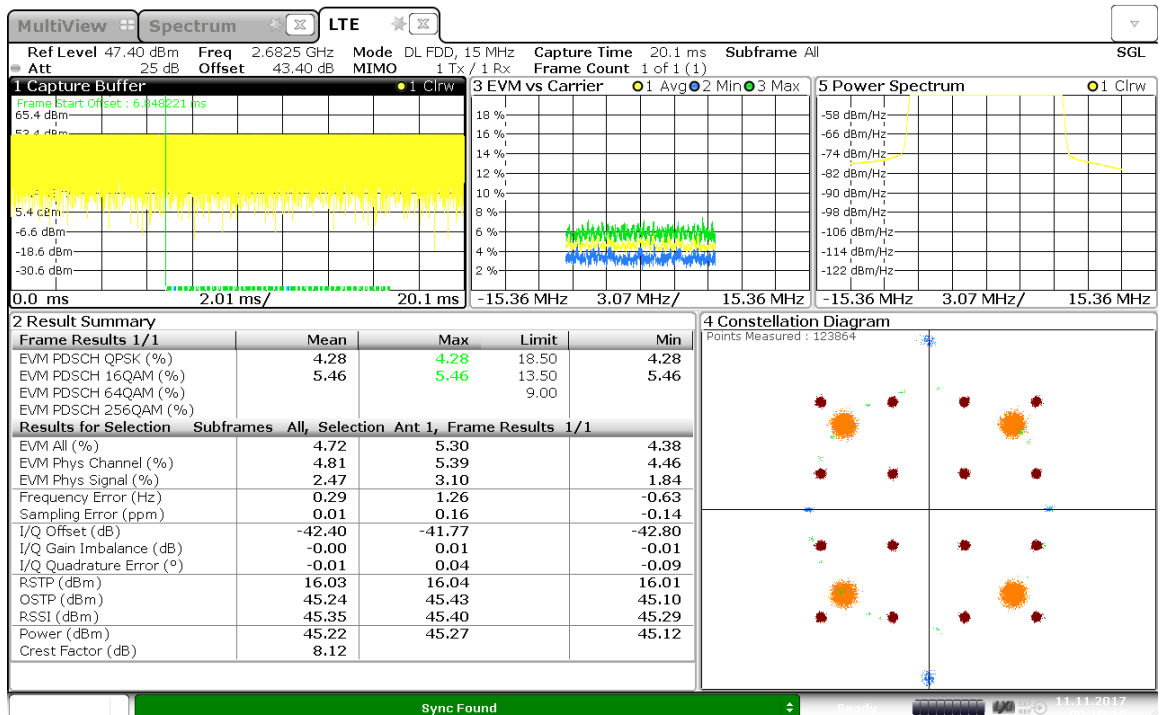 MultiView Spectrum LTE
Ref Level 47.40 dBm Freq 2.6825 GHz Mode DL FDD, 15 MHz Capture Time 20.1 ms Subframe All SGL
Att 25 dB Offset 43.40 dB MIMO 1 Tx / 1 Rx Frame Count 1 of 1 (1)
1 Capture Buffer 1 Clrw
Frame Start Offset : 6.848221 ms
65.4 dBm
53.4 dBm
5.4 dBm
-6.6 dBm
-18.6 dBm
-30.6 dBm
0.0 ms 2.01 ms/ 20.1 ms
3 EVM vs Carrier 1 Avg 2 Min 3 Max
18 %
16 %
14 %
12 %
10 %
8 %
6 %
4 %
2 %
-15.36 MHz 3.07 MHz/ 15.36 MHz
5 Power Spectrum 1 Clrw
-58 dBm/Hz
-66 dBm/Hz
-74 dBm/Hz
-82 dBm/Hz
-90 dBm/Hz
-98 dBm/Hz
-106 dBm/Hz
-114 dBm/Hz
-122 dBm/Hz
-15.36 MHz 3.07 MHz/ 15.36 MHz
2 Result Summary
Frame Results 1/1 Mean Max Limit Min
EVM PDSCH QPSK (%) 4.28 4.28 18.50 4.28
EVM PDSCH 16QAM (%) 5.46 5.46 13.50 5.46
EVM PDSCH 64QAM (%) 9.00
EVM PDSCH 256QAM (%)
Results for Selection Subframes All, Selection Ant 1, Frame Results 1/1
EVM All (%) 4.72 5.30 4.38
EVM Phys Channel (%) 4.81 5.39 4.46
EVM Phys Signal (%) 2.47 3.10 1.84
Frequency Error (Hz) 0.29 1.26 -0.63
Sampling Error (ppm) 0.01 0.16 -0.14
I/Q Offset (dB) -42.40 -41.77 -42.80
I/Q Gain Imbalance (dB) -0.00 0.01 -0.01
I/Q Quadrature Error (º) -0.01 0.04 -0.09
RSTP (dBm) 16.03 16.04 16.01
OSTP (dBm) 45.24 45.43 45.10
RSSI (dBm) 45.35 45.40 45.29
Power (dBm) 45.22 45.27 45.12
Crest Factor (dB) 8.12
4 Constellation Diagram
Points Measured : 123864
Sync Found
Ready
LXI
EXT
REF
11.11.2017